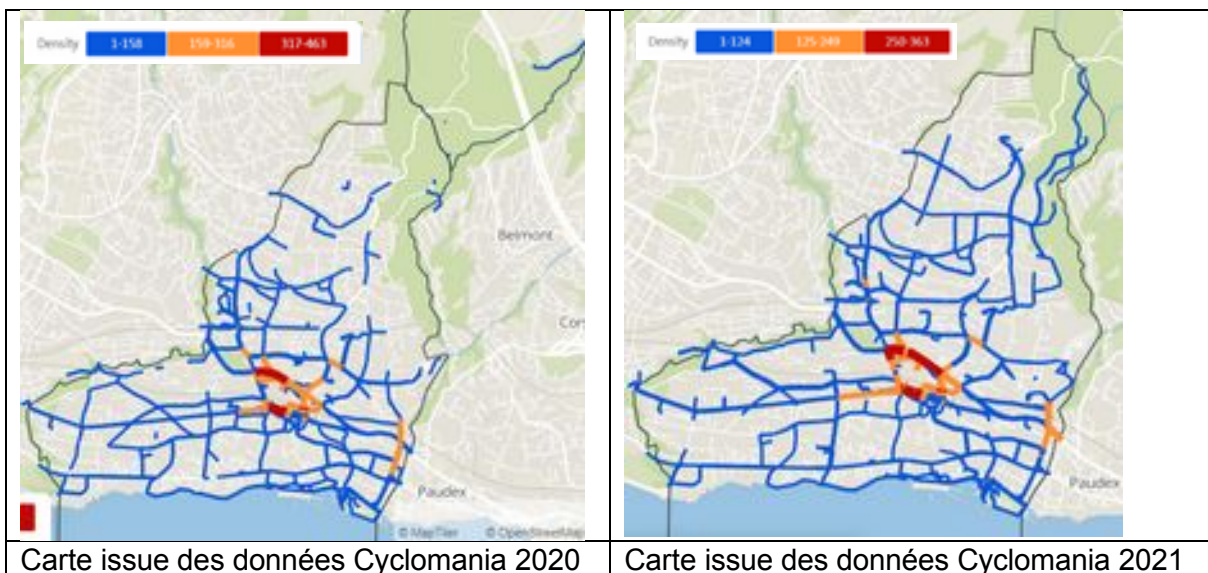 Density 1-158 159-316 317-463
Belmont
Paudex
© MapTiler © OpenStreetMap
Carte issue des données Cyclomania 2020
Density 1-124 125-249 250-363
Paudex
Carte issue des données Cyclomania 2021